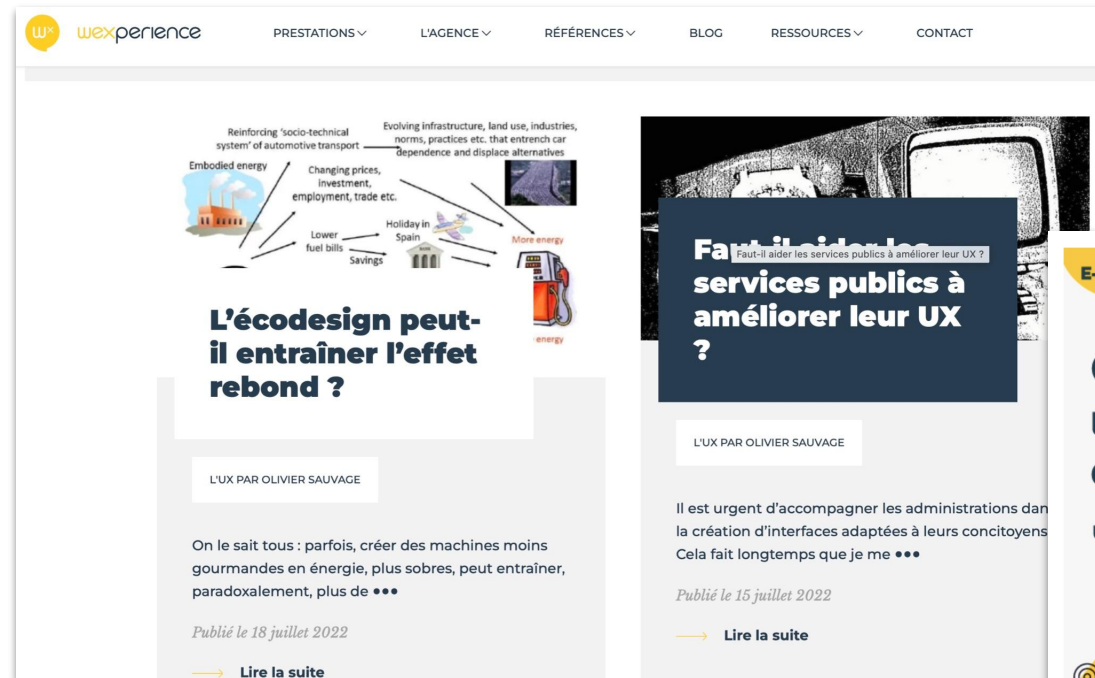 wx wexperience PRESTATIONS L'AGENCE RÉFÉRENCES BLOG RESSOURCES CONTACT
Reinforcing 'socio-technical
system' of automotive transport
Evolving infrastructure, land use, industries,
norms, practices etc. that entrench car
dependence and displace alternatives
Embodied energy
Changing prices,
investment,
employment, trade etc.
Lower
fuel bills
Holiday in
Spain
Savings
More energy
energy
L'écodesign peut-
il entraîner l'effet
rebond ?
L'UX PAR OLIVIER SAUVAGE
On le sait tous : parfois, créer des machines moins
gourmandes en énergie, plus sobres, peut entraîner,
paradoxalement, plus de •••
Publié le 18 juillet 2022
Lire la suite
Faut-il aider les
Faut-il aider les services publics à améliorer leur UX ?
services publics à
améliorer leur UX
?
L'UX PAR OLIVIER SAUVAGE
Il est urgent d'accompagner les administrations dan
la création d'interfaces adaptées à leurs concitoyens
Cela fait longtemps que je me •••
Publié le 15 juillet 2022
Lire la suite
E-